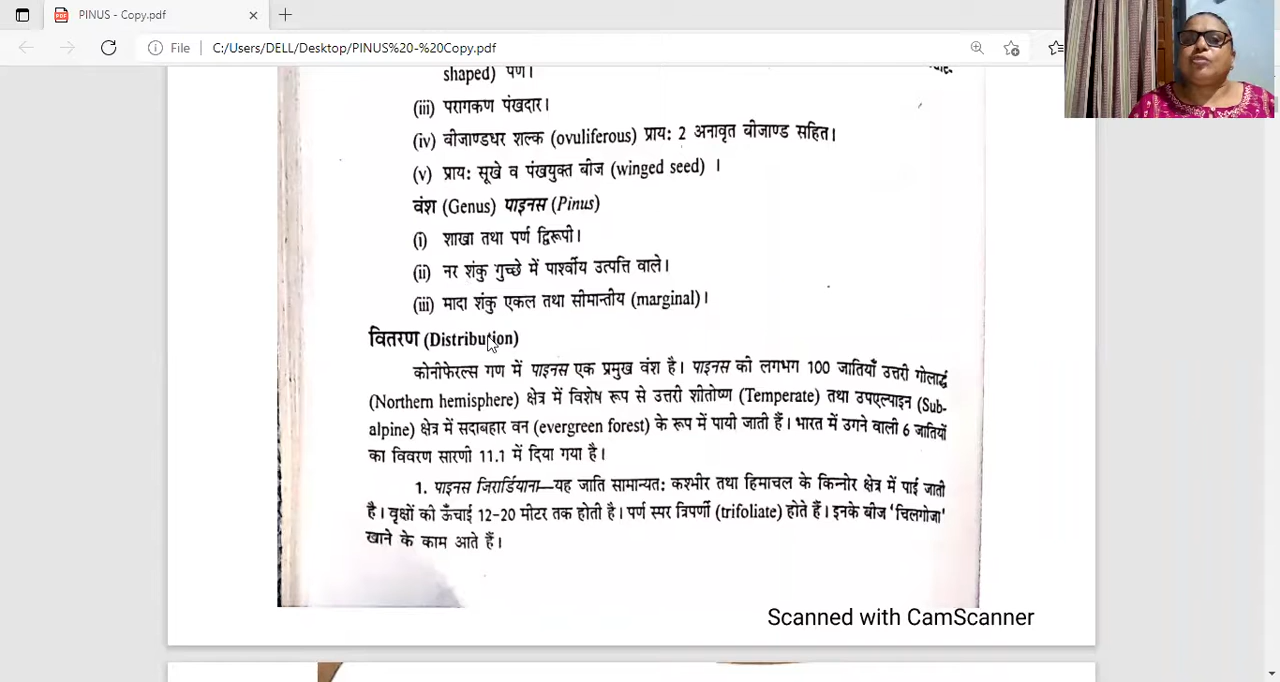 PINUS - Copy.pdf
File C:/Users/DELL/Desktop/PINUS%20-%20Copy.pdf
shaped) पर्ण।
(iii) परागकण पंखदार।
(iv) बीजाण्डधर शल्क (ovuliferous) प्राय: 2 अनावृत बीजाण्ड सहित।
(v) प्राय: सूखे व पंखयुक्त बीज (winged seed) ।
वंश (Genus) पाइनस (Pinus)
(i) शाखा तथा पर्ण द्विरूपी।
(ii) नर शंकु गुच्छे में पार्श्वीय उत्पत्ति वाले।
(iii) मादा शंकु एकल तथा सीमान्तीय (marginal)।
वितरण (Distribution)
कोनीफेरल्स गण में पाइनस एक प्रमुख वंश है। पाइनस की लगभग 100 जातियाँ उत्तरी गोलार्द्ध
(Northern hemisphere) क्षेत्र में विशेष रूप से उत्तरी शीतोष्ण (Temperate) तथा उपएल्पाइन (Sub-
alpine) क्षेत्र में सदाबहार वन (evergreen forest) के रूप में पायी जाती हैं। भारत में उगने वाली 6 जातियों
का विवरण सारणी 11.1 में दिया गया है।
1. पाइनस जिरार्डियाना—यह जाति सामान्यत: कश्मीर तथा हिमाचल के किन्नोर क्षेत्र में पाई जाती
है। वृक्षों की ऊँचाई 12-20 मीटर तक होती है। पर्ण स्पर त्रिपर्णी (trifoliate) होते हैं। इनके बीज 'चिलगोजा'
खाने के काम आते हैं।
Scanned with CamScanner